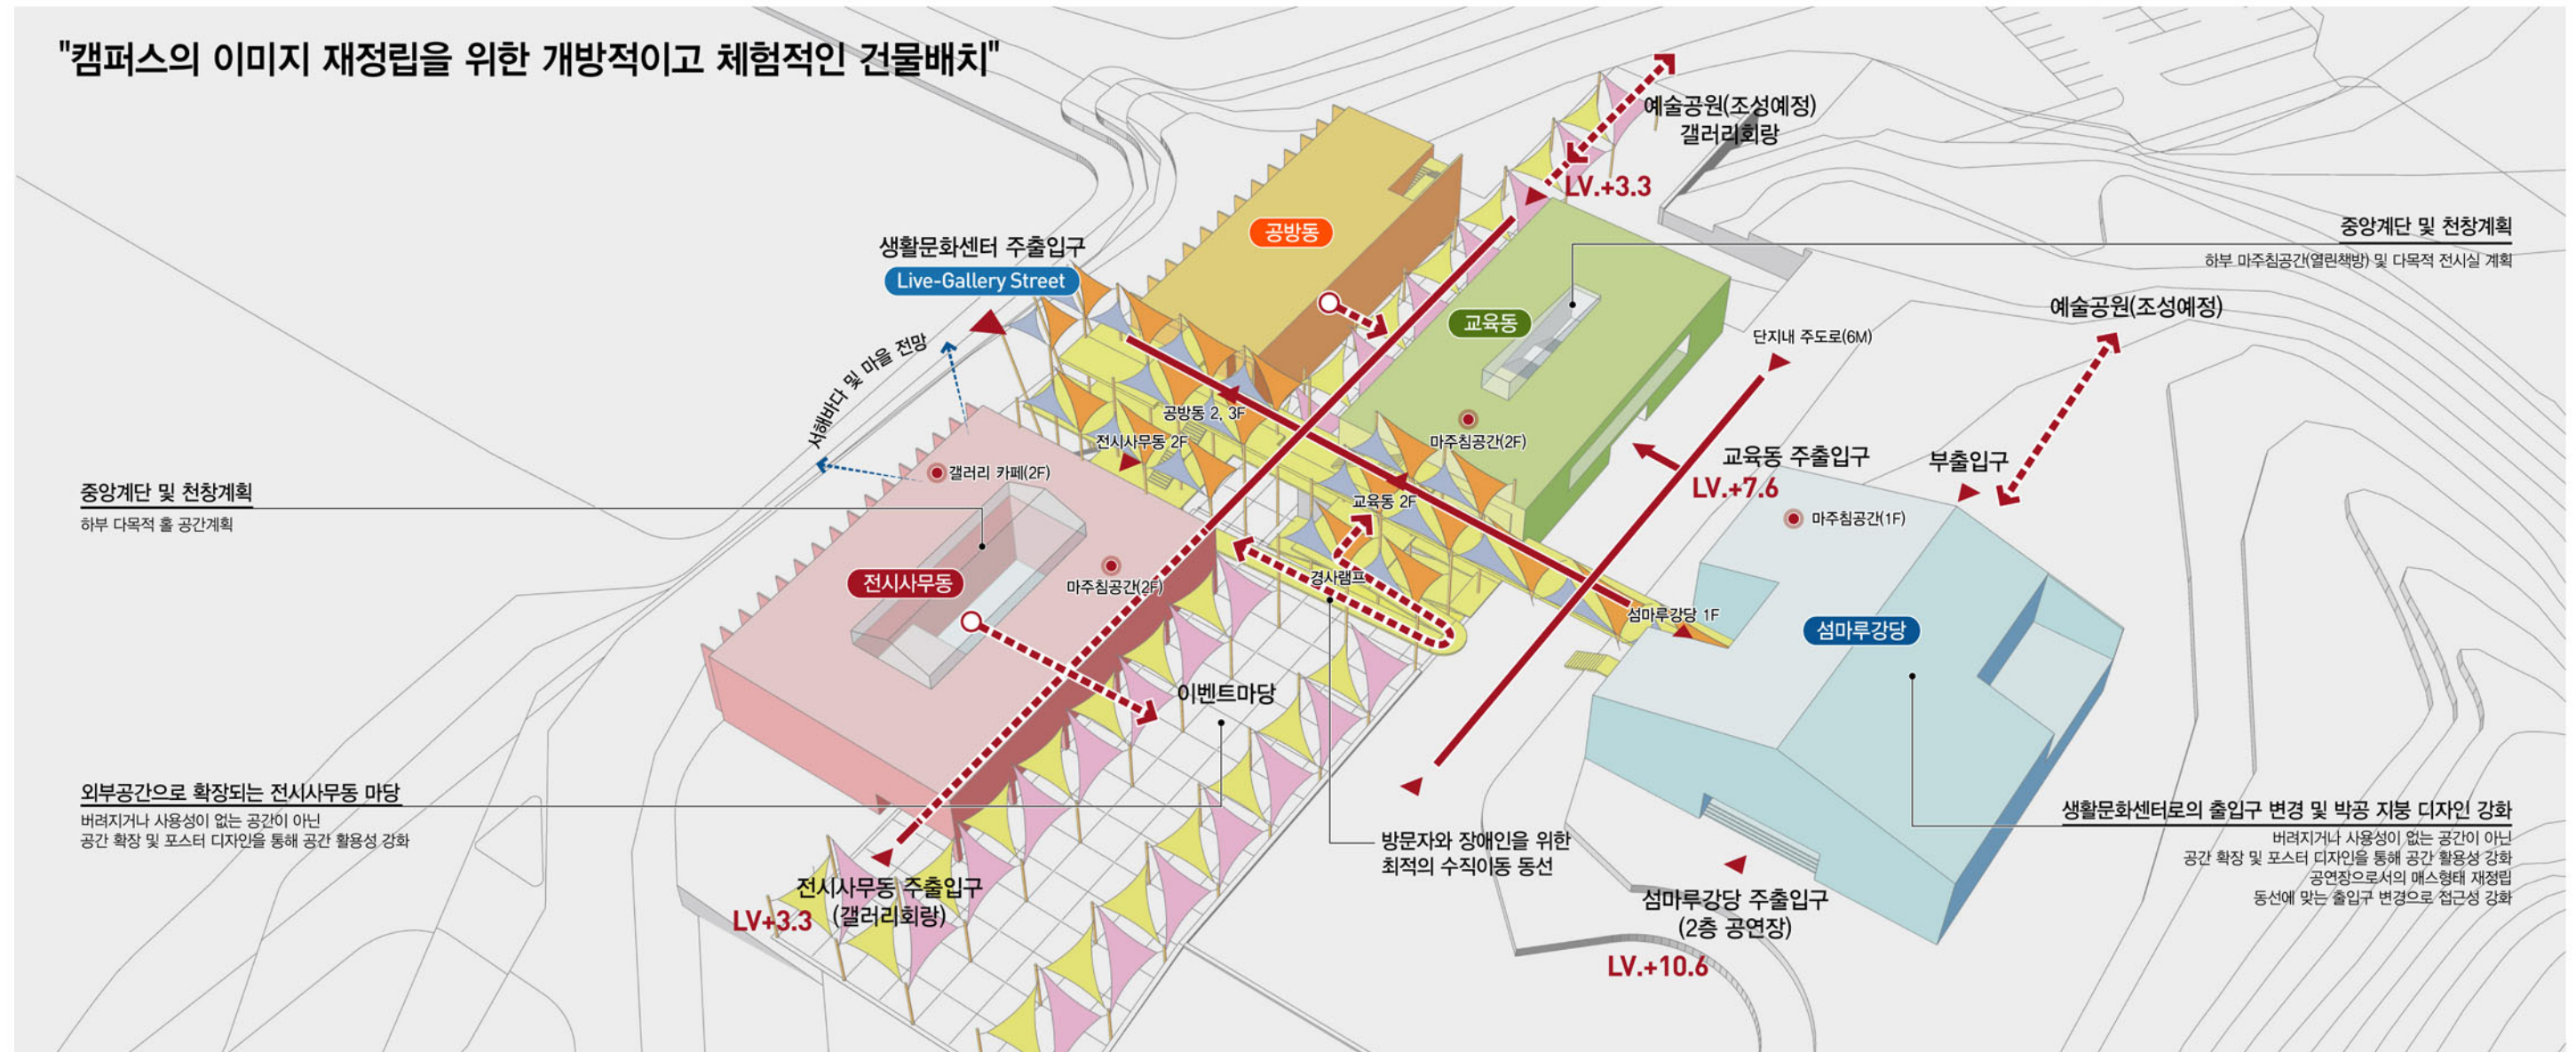 "캠퍼스의 이미지 재정립을 위한 개방적이고 체험적인 건물배치"
예술공원(조성예정)
갤러리회랑
LV.+3.3
공방동
생활문화센터 주출입구
Live-Gallery Street
중앙계단 및 천창계획
하부 마주침공간(열린책방) 및 다목적 전시실 계획
예술공원(조성예정)
교육동
단지내 주도로(6M)
서해바다 및 마을 전망
공방동 2, 3F
전시사무동 2F
마주침공간(2F)
갤러리 카페(2F)
교육동 주출입구
LV.+7.6
부출입구
중앙계단 및 천창계획
하부 다목적 홀 공간계획
교육동 2F
마주침공간(1F)
전시사무동
마주침공간(2F)
경사램프
섬마루강당 1F
섬마루강당
이벤트마당
외부공간으로 확장되는 전시사무동 마당
버려지거나 사용성이 없는 공간이 아닌
공간 확장 및 포스터 디자인을 통해 공간 활용성 강화
방문자와 장애인을 위한
최적의 수직이동 동선
생활문화센터로의 출입구 변경 및 박공 지붕 디자인 강화
버려지거나 사용성이 없는 공간이 아닌
공간 확장 및 포스터 디자인을 통해 공간 활용성 강화
공연장으로서의 매스형태 재정립
동선에 맞는 출입구 변경으로 접근성 강화
전시사무동 주출입구
(갤러리회랑)
LV+3.3
섬마루강당 주출입구
(2층 공연장)
LV.+10.6